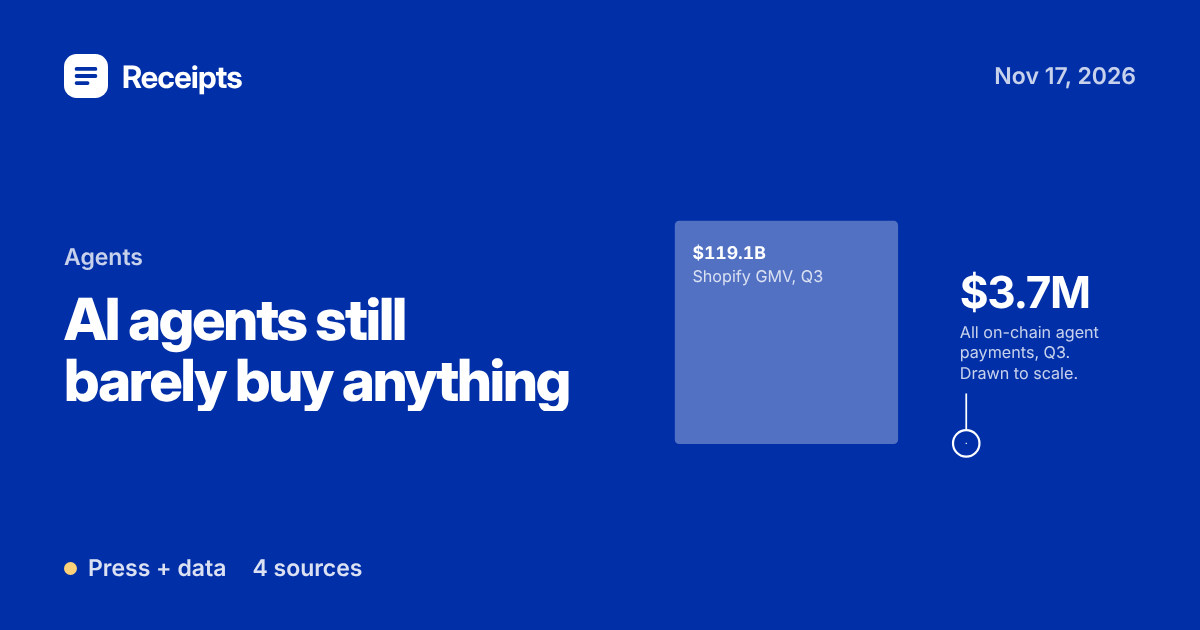 Receipts
Nov 17, 2026
Agents
AI agents still
barely buy anything
$119.1B
Shopify GMV, Q3
$3.7M
All on-chain agent
payments, Q3.
Drawn to scale.
Press + data
4 sources